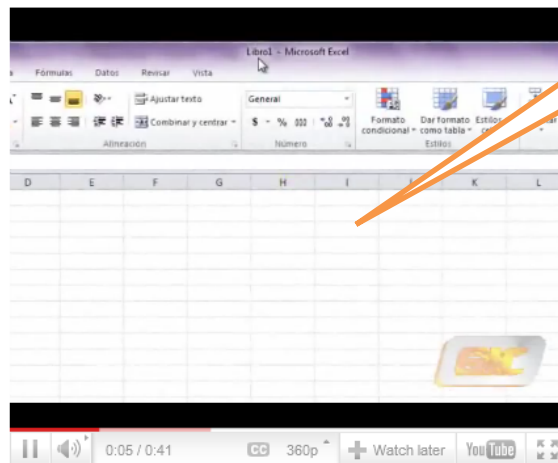 Libro1 - Microsoft Excel
Fórmulas Datos Revisar Vista
Ajustar texto General
Combinar y centrar $ % 000 Formato condicional Dar formato como tabla Estilos
Alineación Número Estilos
D E F G H I K L
0:05 / 0:41 CC 360p Watch later YouTube